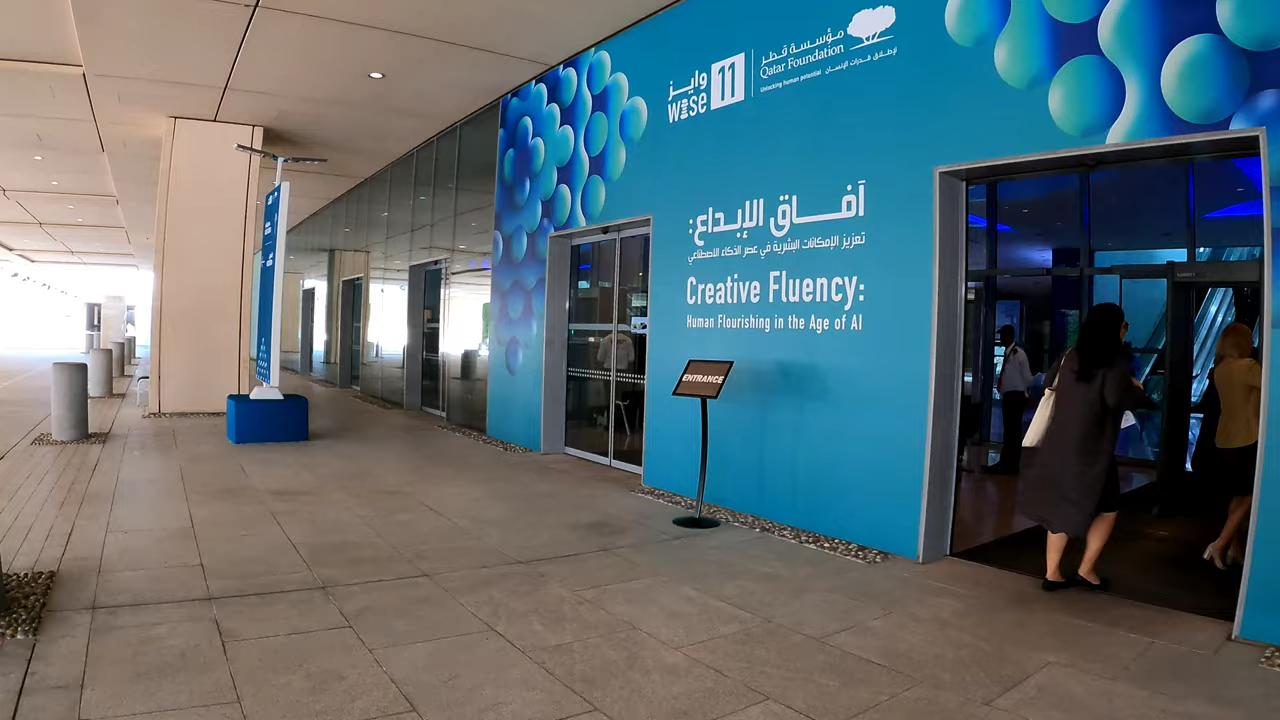 وايز
wise
11
مؤسسة قطر
Qatar Foundation
Unlocking human potential إطلاق قدرات الإنسان
آفاق الإبداع:
تعزيز الإمكانات البشرية في عصر الذكاء الاصطناعي
Creative Fluency:
Human Flourishing in the Age of AI
ENTRANCE